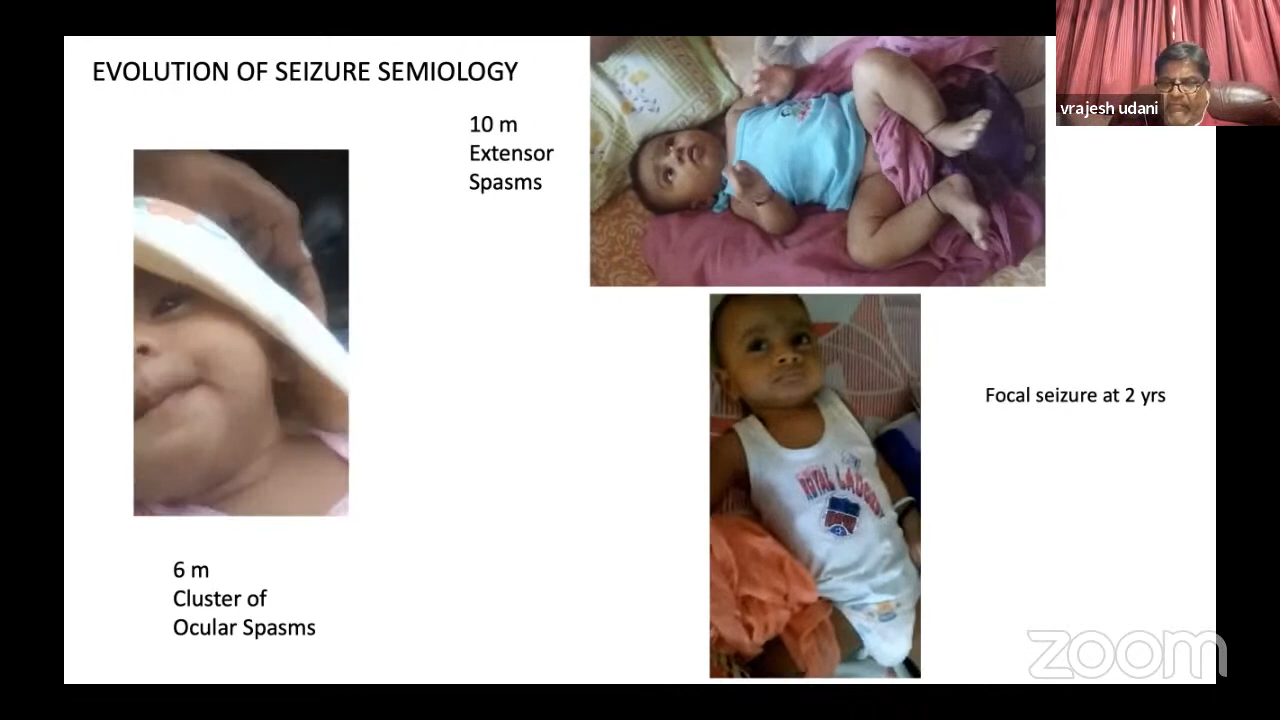 EVOLUTION OF SEIZURE SEMIOLOGY
10 m
Extensor
Spasms
vrajesh udani
Focal seizure at 2 yrs
ROYAL
6 m
Cluster of
Ocular Spasms
zoom